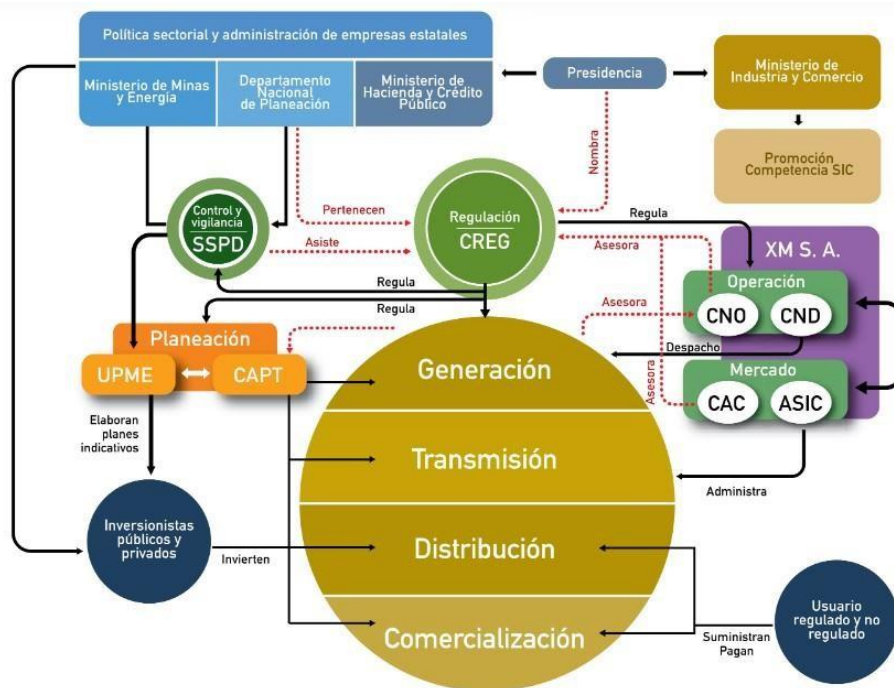 Política sectorial y administración de empresas estatales
Ministerio de Minas
y Energía
Departamento
Nacional
de Planeación
Ministerio de
Hacienda y Crédito
Público
Presidencia
Ministerio de
Industria y Comercio
Promoción
Competencia SIC
Nombra
Control y
vigilancia
SSPD
Pertenecen
Asiste
Regulación
CREG
Regula
Asesora
XM S. A.
Operación
CNO
CND
Regula
Regula
Asesora
Despacho
Planeación
UPME
CAPT
Generación
Asesora
Mercado
CAC
ASIC
Elaboran
planes
indicativos
Transmisión
Administra
Inversionistas
públicos y
privados
Invierten
Distribución
Comercialización
Suministran
Pagan
Usuario
regulado y no
regulado